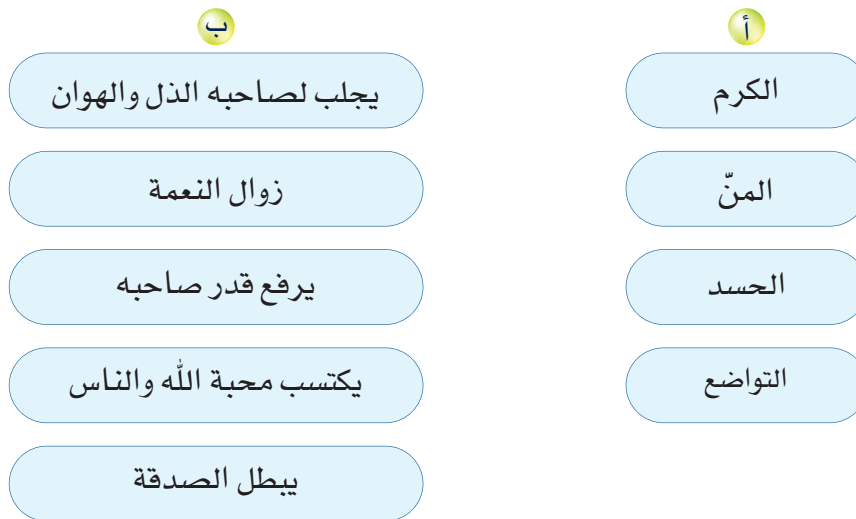 أ
الكرم
المنّ
الحسد
التواضع
ب
يجلب لصاحبه الذل والهوان
زوال النعمة
يرفع قدر صاحبه
يكتسب محبة الله والناس
يبطل الصدقة